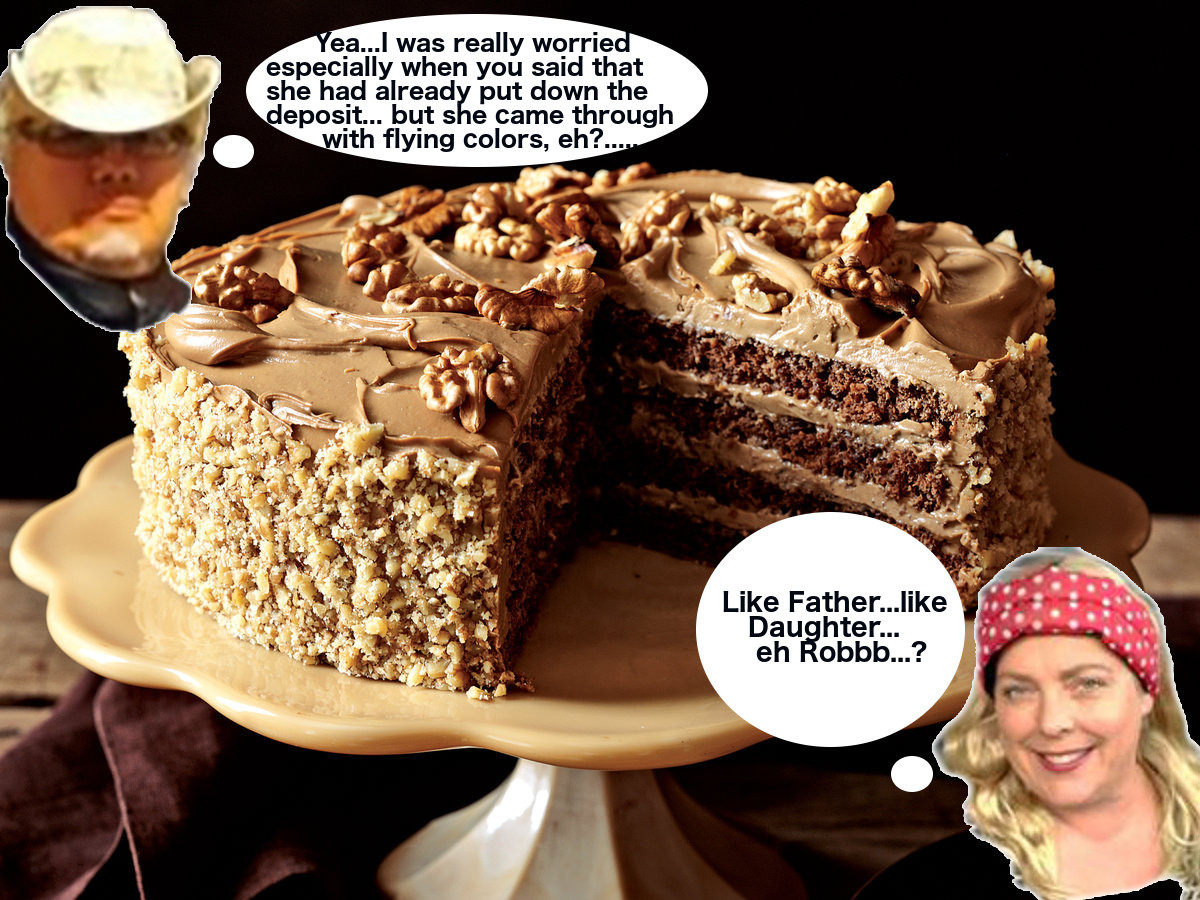 Yea...I was really worried
especially when you said that
she had already put down the
deposit... but she came through
with flying colors, eh?.....
Like Father...like
Daughter...
eh Robbb...?